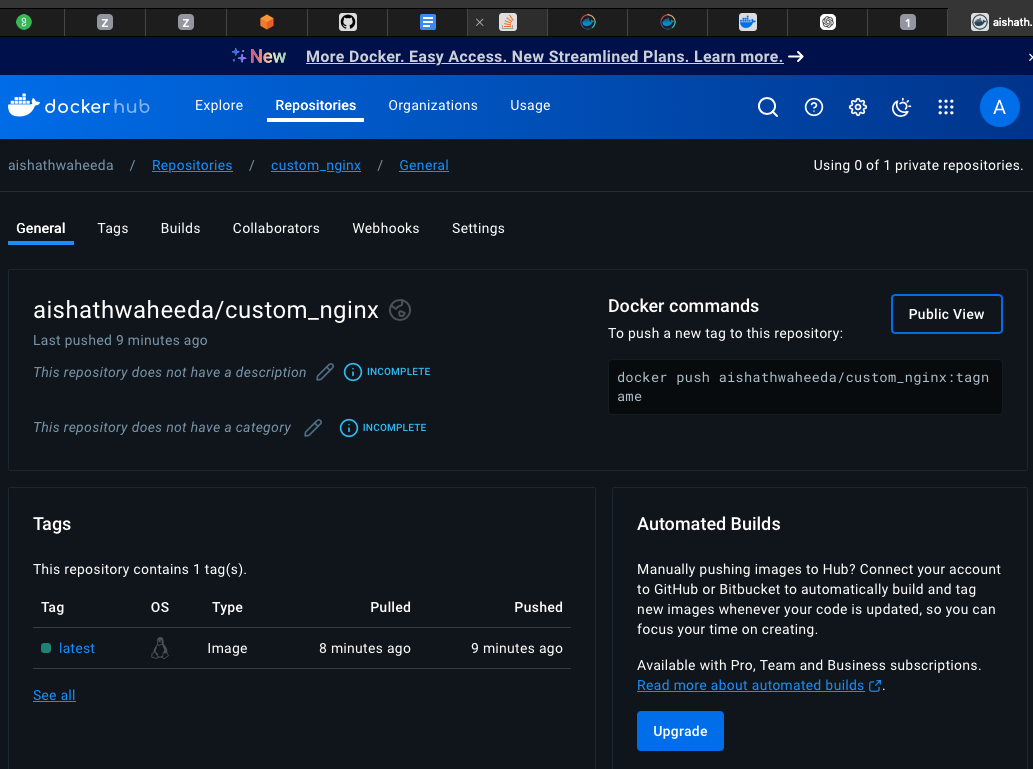 8
Z
Z
1
aishath.
New More Docker. Easy Access. New Streamlined Plans. Learn more. →
dockerhub Explore Repositories Organizations Usage A
aishathwaheeda / Repositories / custom_nginx / General Using 0 of 1 private repositories.
General Tags Builds Collaborators Webhooks Settings
aishathwaheeda/custom_nginx
Last pushed 9 minutes ago
This repository does not have a description INCOMPLETE
This repository does not have a category INCOMPLETE
Docker commands
Public View
To push a new tag to this repository:
docker push aishathwaheeda/custom_nginx:tagn
ame
Tags
This repository contains 1 tag(s).
Tag OS Type Pulled Pushed
latest Image 8 minutes ago 9 minutes ago
See all
Automated Builds
Manually pushing images to Hub? Connect your account
to GitHub or Bitbucket to automatically build and tag
new images whenever your code is updated, so you can
focus your time on creating.
Available with Pro, Team and Business subscriptions.
Read more about automated builds.
Upgrade